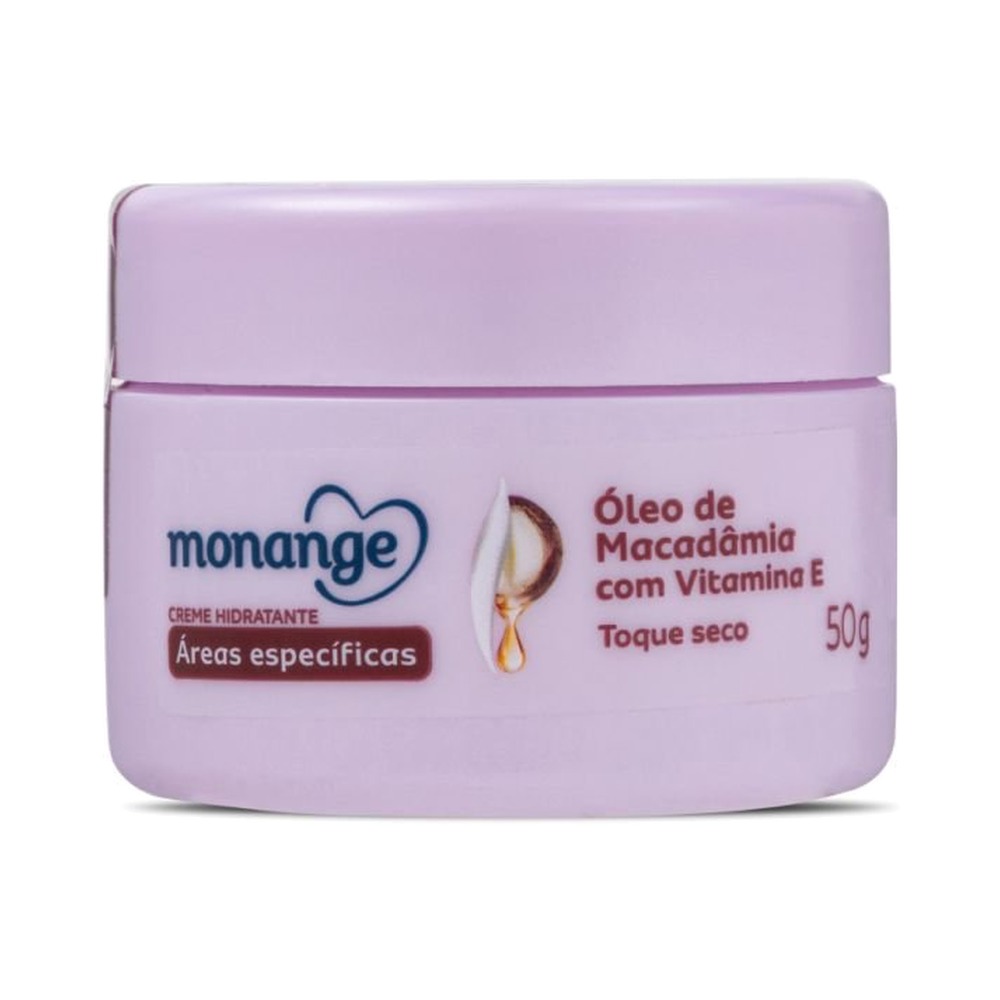 monange
CREME HIDRATANTE
Áreas específicas
Óleo de
Macadâmia
com Vitamina E
Toque seco
50g